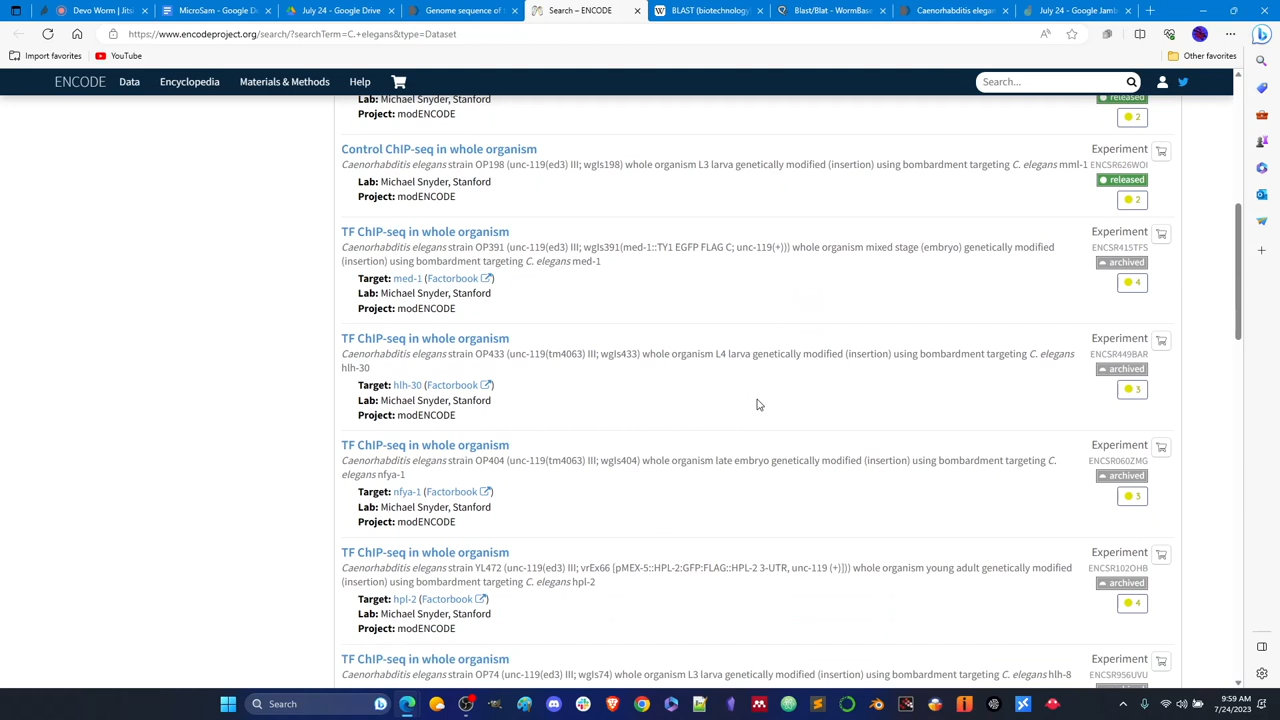 Devo Worm | Jits
MicroSam - Google D
July 24 - Google Drive
Genome sequence of t
Search – ENCODE
BLAST (biotechnology)
Blast/Blat - WormBase
Caenorhabditis elegan
July 24 - Google Jamb
https://www.encodeproject.org/search/?searchTerm=C.+elegans&type=Dataset
Import favorites
YouTube
Other favorites
ENCODE
Data
Encyclopedia
Materials & Methods
Help
Search...
Lab: Michael Snyder, Stanford
released
Project: modENCODE
2
Control ChIP-seq in whole organism
Experiment
Caenorhabditis elegans strain OP198 (unc-119(ed3) III; wgIs198) whole organism L3 larva genetically modified (insertion) using bombardment targeting C. elegans mml-1
ENCSR626WOI
Lab: Michael Snyder, Stanford
released
Project: modENCODE
2
TF ChIP-seq in whole organism
Experiment
Caenorhabditis elegans strain OP391 (unc-119(ed3) III; wgIs391(med-1::TY1 EGFP FLAG C; unc-119(+))) whole organism mixed stage (embryo) genetically modified
ENCSR415TFS
(insertion) using bombardment targeting C. elegans med-1
archived
Target: med-1 (Factorbook)
4
Lab: Michael Snyder, Stanford
Project: modENCODE
TF ChIP-seq in whole organism
Experiment
Caenorhabditis elegans strain OP433 (unc-119(tm4063) III; wgIs433) whole organism L4 larva genetically modified (insertion) using bombardment targeting C. elegans
ENCSR449BAR
hlh-30
archived
Target: hlh-30 (Factorbook)
3
Lab: Michael Snyder, Stanford
Project: modENCODE
TF ChIP-seq in whole organism
Experiment
Caenorhabditis elegans strain OP404 (unc-119(tm4063) III; wgIs404) whole organism late embryo genetically modified (insertion) using bombardment targeting C.
ENCSR060ZMG
elegans nfya-1
archived
Target: nfya-1 (Factorbook)
3
Lab: Michael Snyder, Stanford
Project: modENCODE
TF ChIP-seq in whole organism
Experiment
Caenorhabditis elegans strain YL472 (unc-119(ed3) III; vrEx66 [pMEX-5::HPL-2:GFP:FLAG::HPL-2 3-UTR, unc-119 (+)])) whole organism young adult genetically modified
ENCSR102OHB
(insertion) using bombardment targeting C. elegans hpl-2
archived
Target: hpl-2 (Factorbook)
4
Lab: Michael Snyder, Stanford
Project: modENCODE
TF ChIP-seq in whole organism
Experiment
Caenorhabditis elegans strain OP74 (unc-119(ed3) III; wgIs74) whole organism L3 larva genetically modified (insertion) using bombardment targeting C. elegans hlh-8
ENCSR956UVU
Search
9:59 AM
7/24/2023